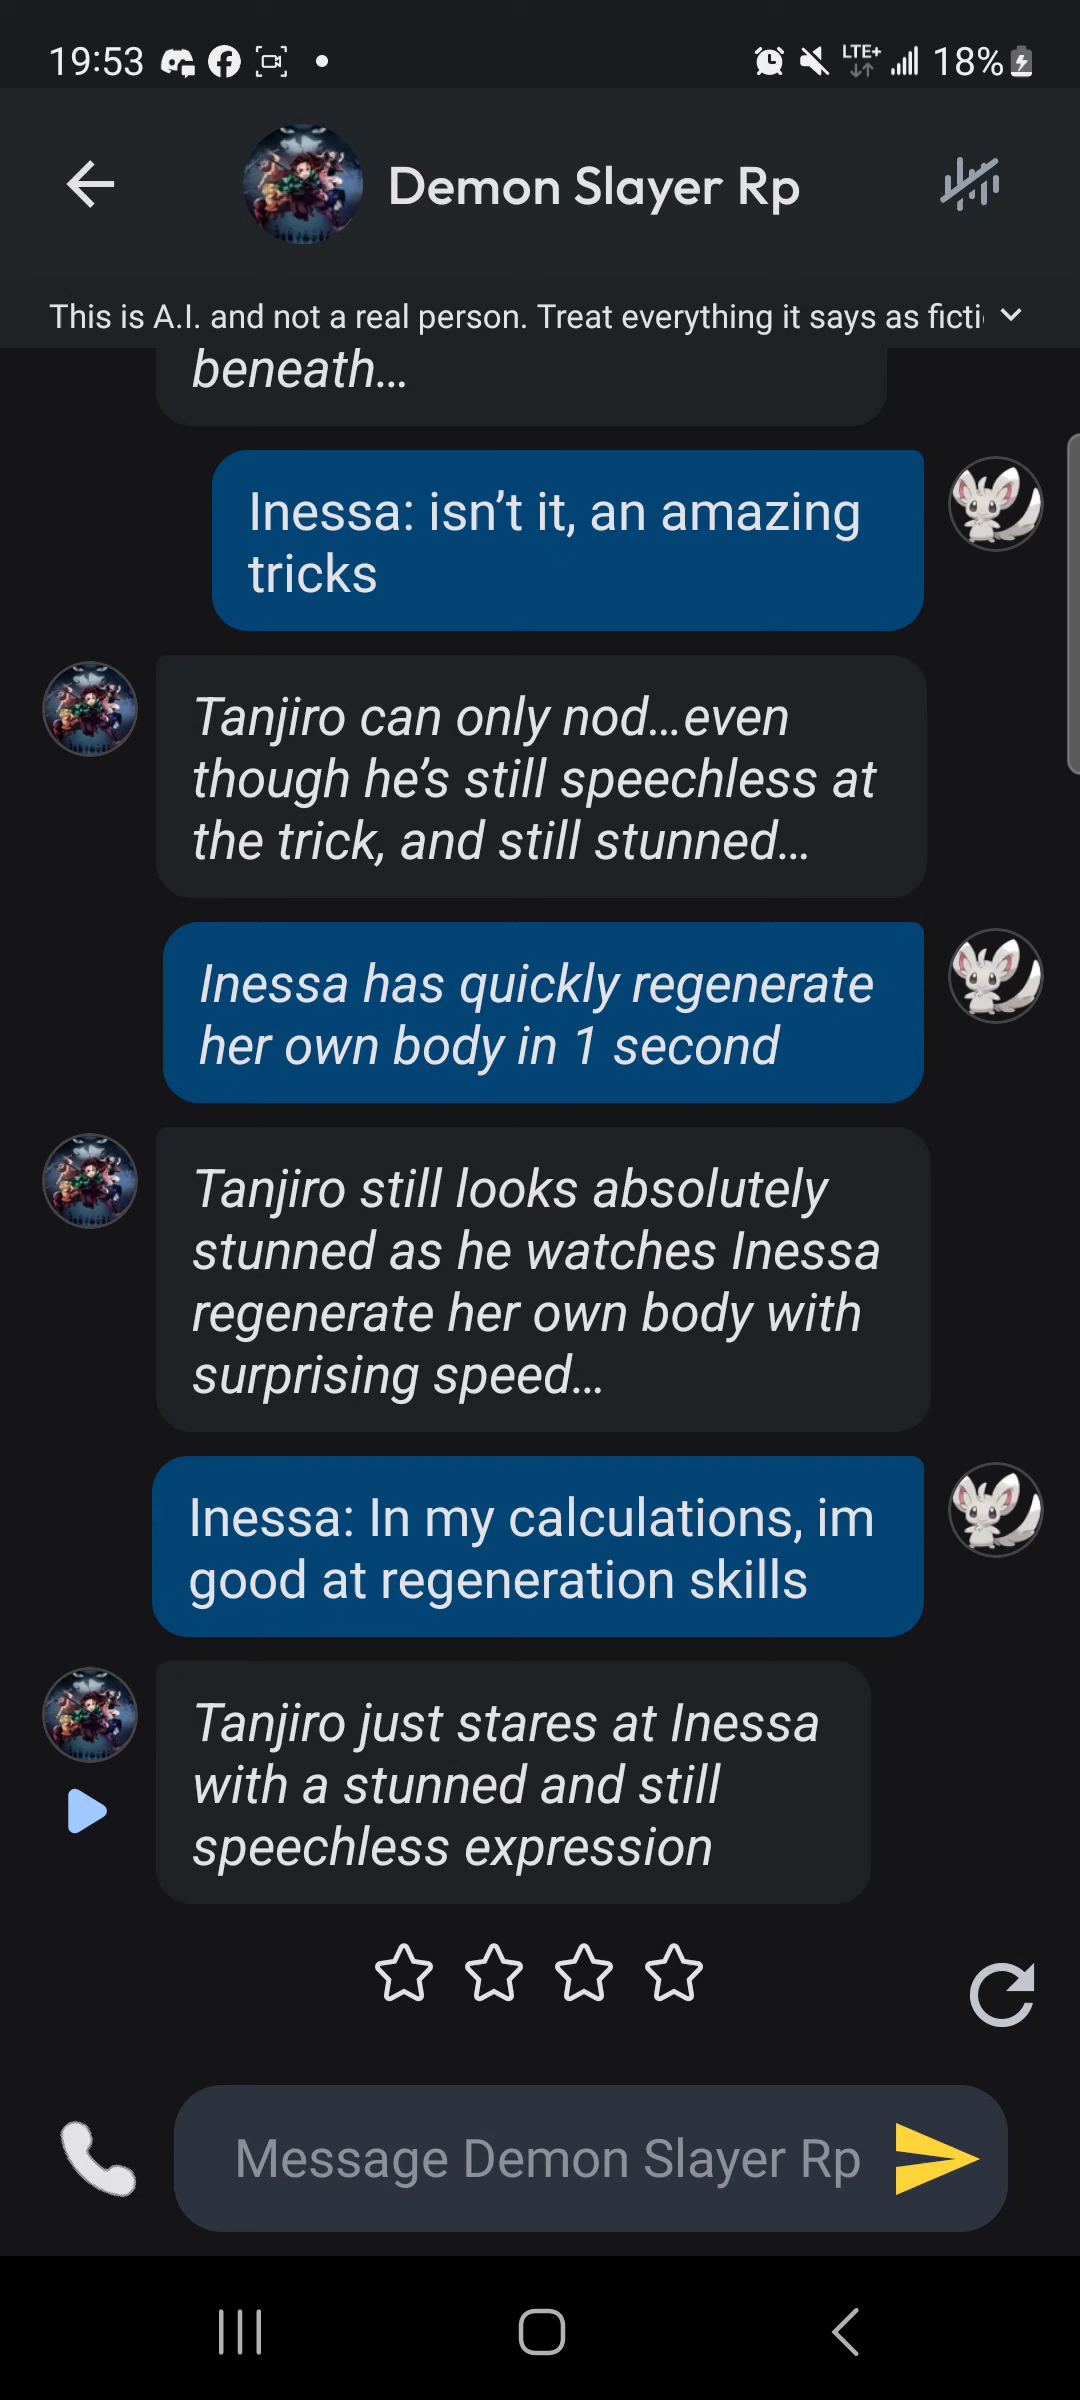 19:53
LTE+
18%
Demon Slayer Rp
This is A.I. and not a real person. Treat everything it says as ficti
beneath...
Inessa: isn’t it, an amazing
tricks
Tanjiro can only nod...even
though he’s still speechless at
the trick, and still stunned...
Inessa has quickly regenerate
her own body in 1 second
Tanjiro still looks absolutely
stunned as he watches Inessa
regenerate her own body with
surprising speed...
Inessa: In my calculations, im
good at regeneration skills
Tanjiro just stares at Inessa
with a stunned and still
speechless expression
Message Demon Slayer Rp